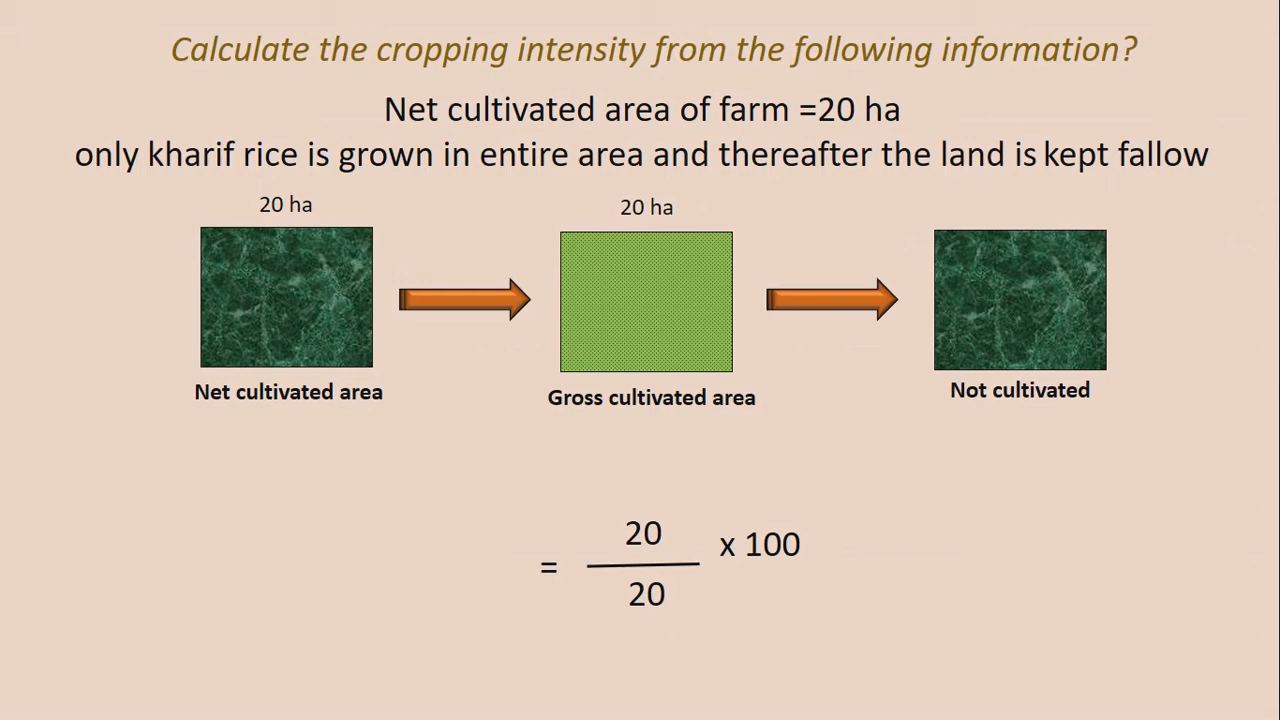 Calculate the cropping intensity from the following information?
Net cultivated area of farm =20 ha
only kharif rice is grown in entire area and thereafter the land is kept fallow
20 ha
20 ha
Net cultivated area
Gross cultivated area
Not cultivated
20
= x 100
20